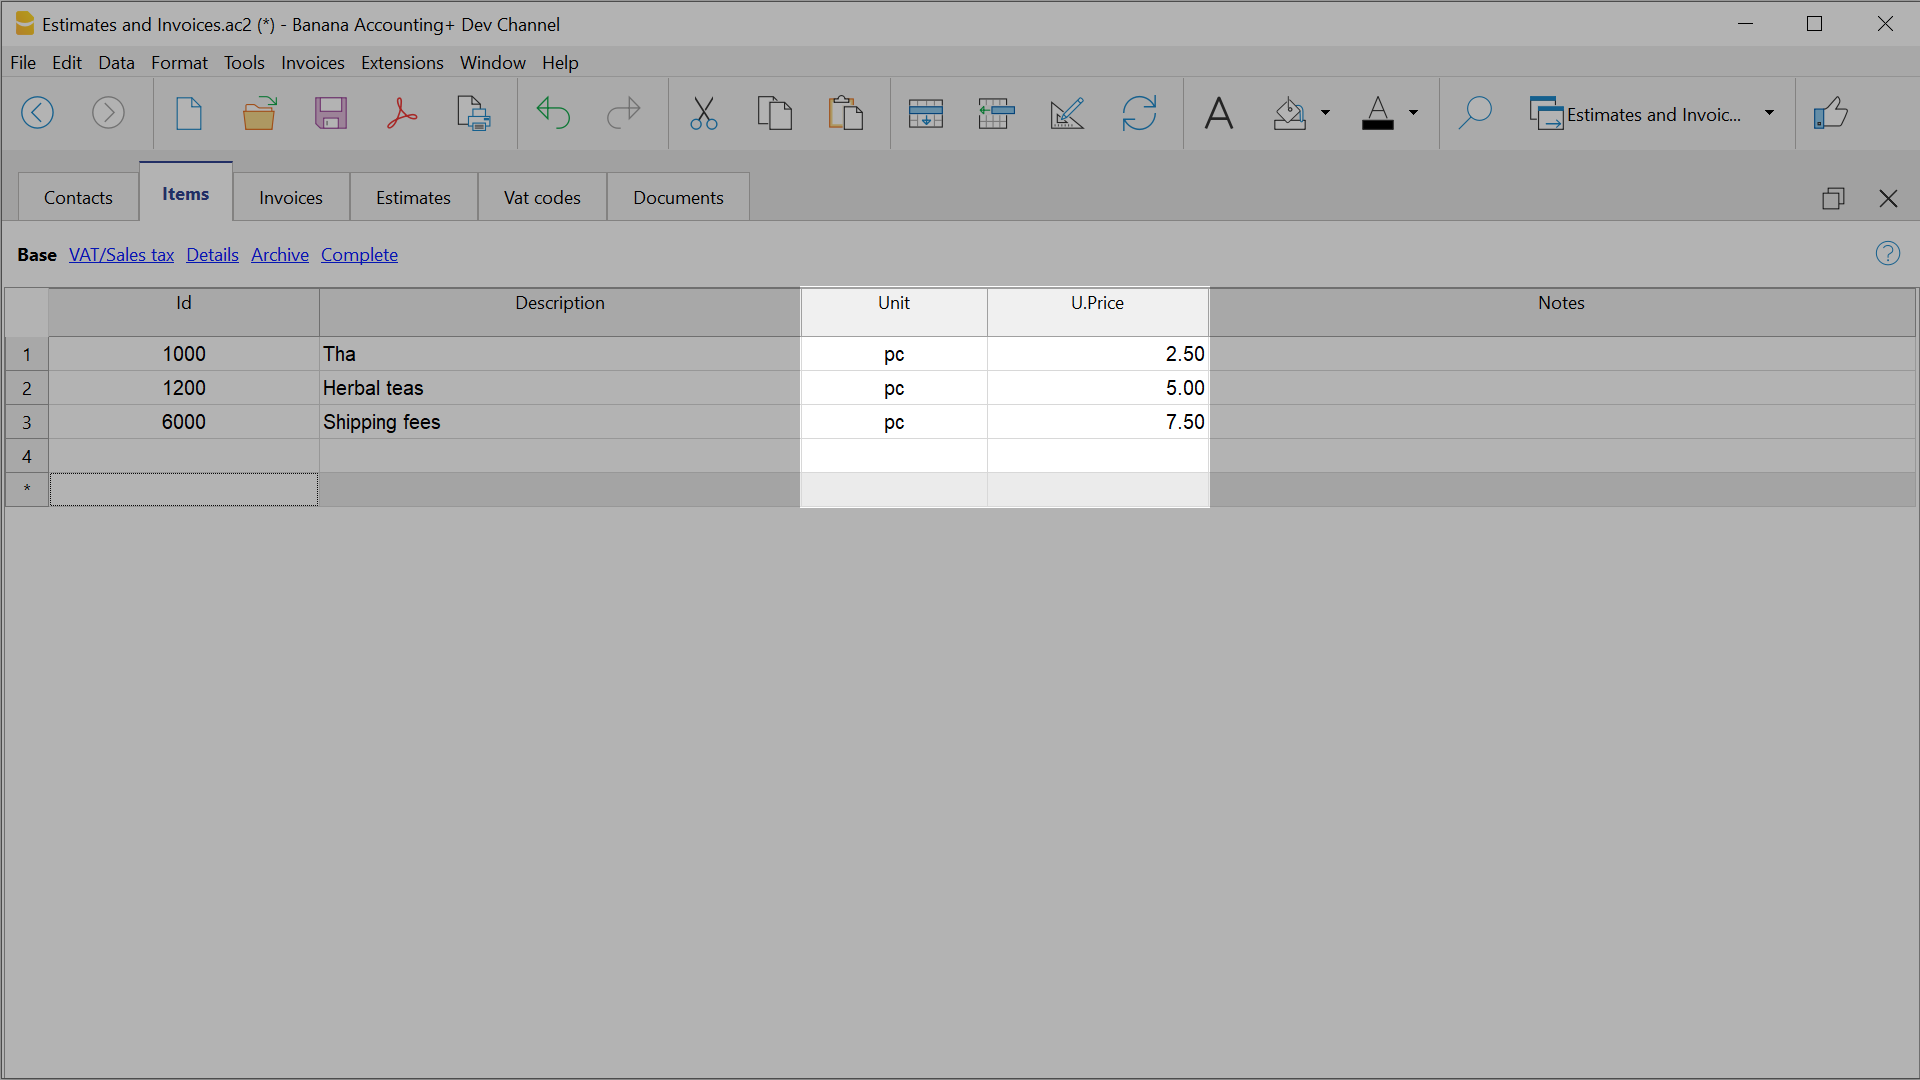 Estimates and Invoices.ac2 (*) - Banana Accounting+ Dev Channel
File Edit Data Format Tools Invoices Extensions Window Help
Estimates and Invoic...
Contacts Items Invoices Estimates Vat codes Documents
Base VAT/Sales tax Details Archive Complete
Id Description Unit U.Price Notes
1 1000 Tha pc 2.50
2 1200 Herbal teas pc 5.00
3 6000 Shipping fees pc 7.50
4
*